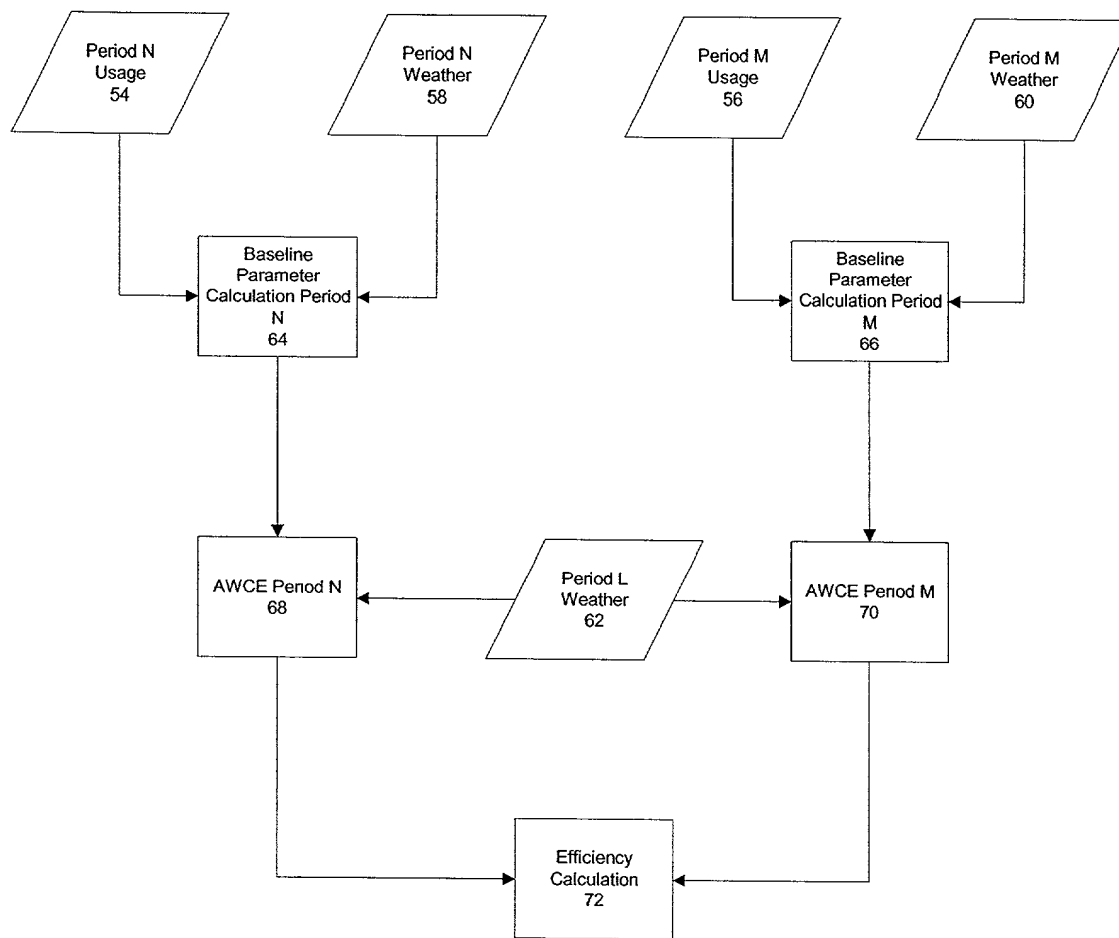 Period N
Usage
54
Period N
Weather
58
Period M
Usage
56
Period M
Weather
60
Baseline
Parameter
Calculation Period
N
64
Baseline
Parameter
Calculation Period
M
66
AWCE Period N
68
Period L
Weather
62
AWCE Period M
70
Efficiency
Calculation
72